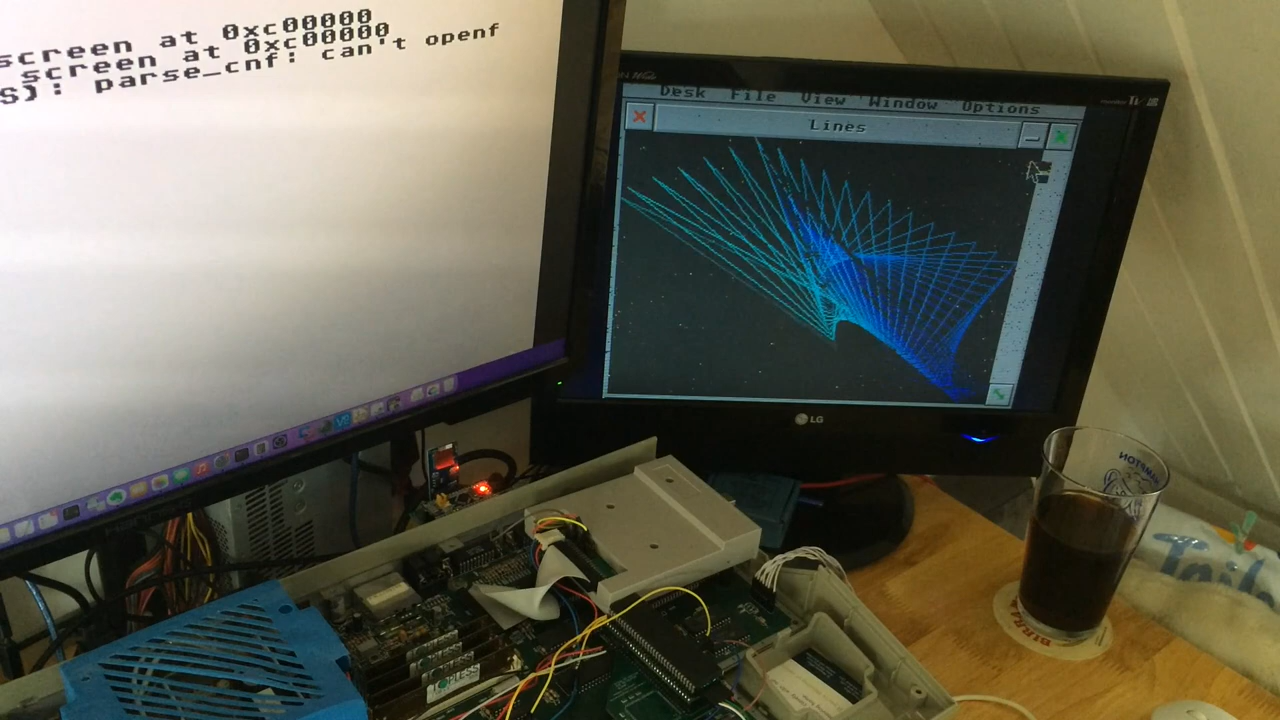 screen at 0xc00000
screen at 0xc00000
S): parse_cnf: can't openf
Desk File View Window Options
Lines
LG